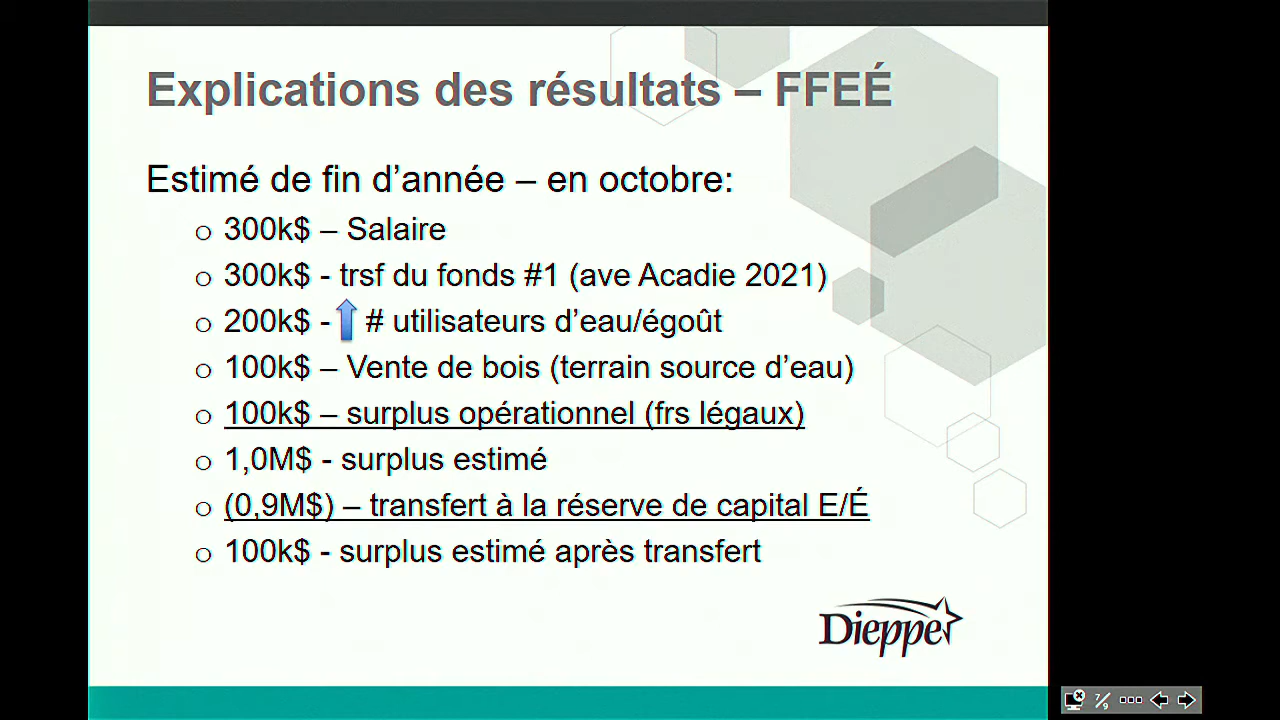 Explications des résultats – FFEÉ
Estimé de fin d’année – en octobre:
o 300k$ – Salaire
o 300k$ - trsf du fonds #1 (ave Acadie 2021)
o 200k$ - # utilisateurs d’eau/égoût
o 100k$ – Vente de bois (terrain source d’eau)
o 100k$ – surplus opérationnel (frs légaux)
o 1,0M$ - surplus estimé
o (0,9M$) – transfert à la réserve de capital E/É
o 100k$ - surplus estimé après transfert
Dieppe
7/9